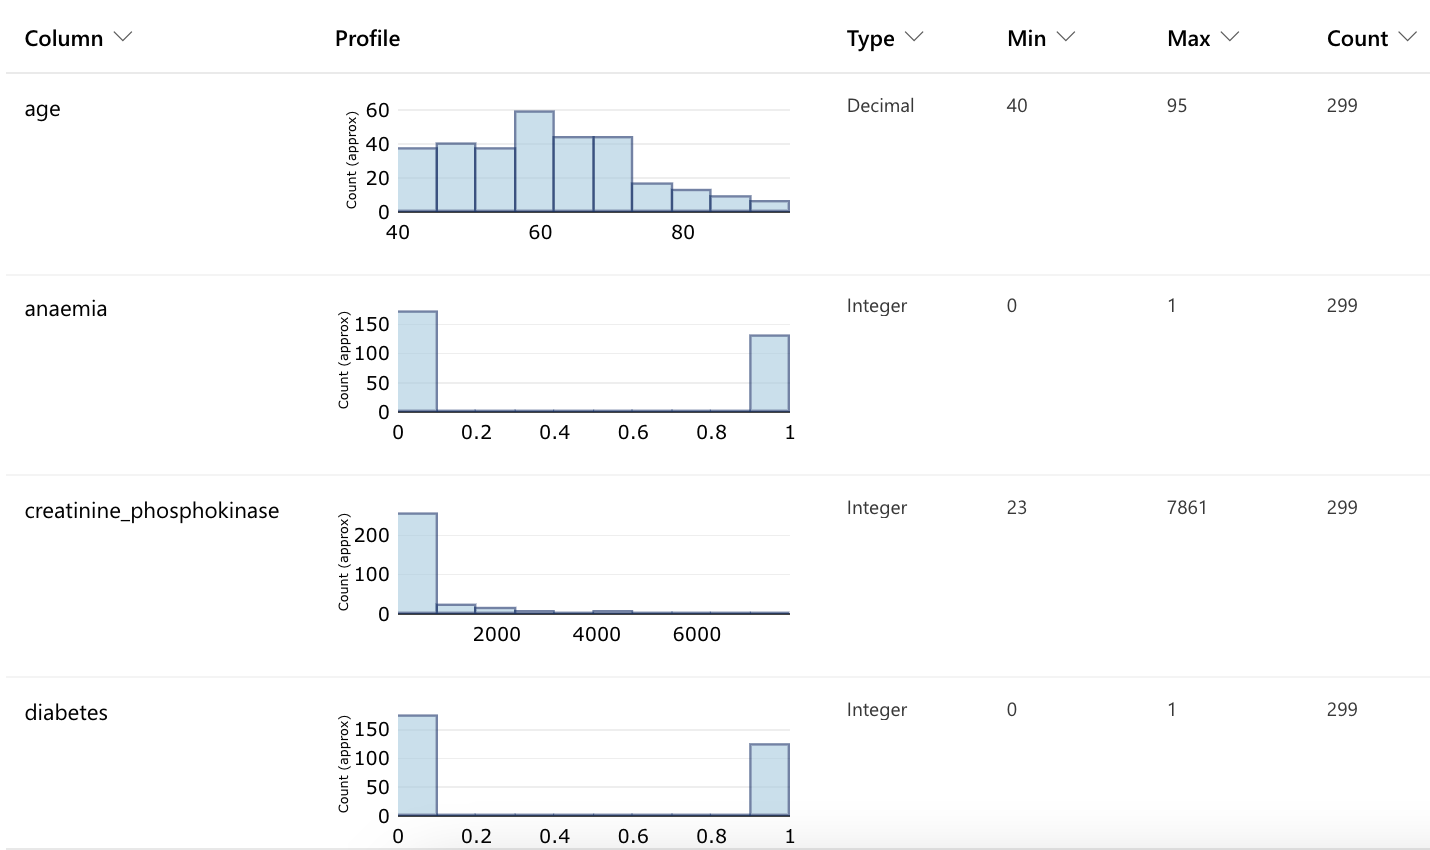 Column Profile Type Min Max Count
age Decimal 40 95 299
Count (approx)
60
40
20
0
40 60 80
anaemia Integer 0 1 299
Count (approx)
150
100
50
0
0 0.2 0.4 0.6 0.8 1
creatinine_phosphokinase Integer 23 7861 299
Count (approx)
200
100
0
2000 4000 6000
diabetes Integer 0 1 299
Count (approx)
150
100
50
0
0 0.2 0.4 0.6 0.8 1